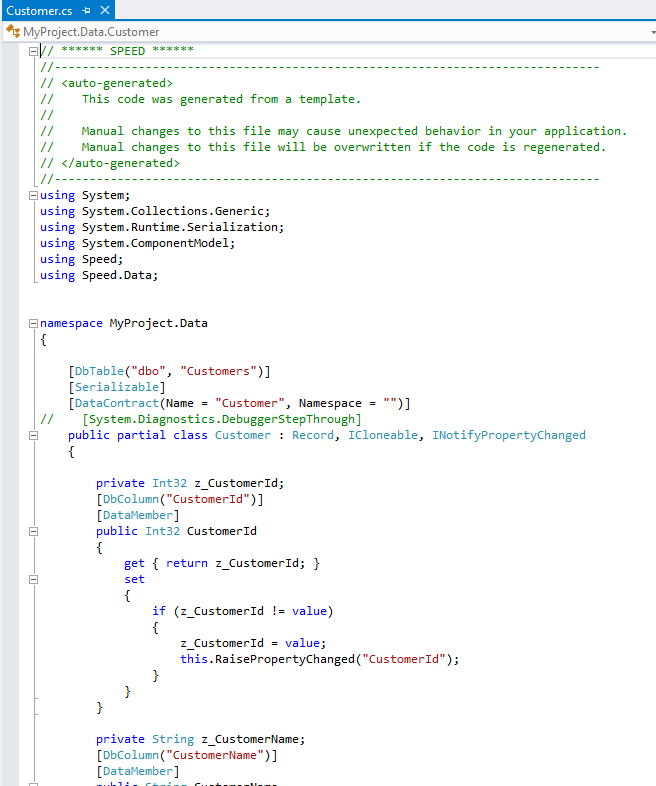 Customer.cs
MyProject.Data.Customer
// ****** SPEED ******
//------------------------------------------------------------------------------
// <auto-generated>
//    This code was generated from a template.
//
//    Manual changes to this file may cause unexpected behavior in your application.
//    Manual changes to this file will be overwritten if the code is regenerated.
// </auto-generated>
//------------------------------------------------------------------------------
using System;
using System.Collections.Generic;
using System.Runtime.Serialization;
using System.ComponentModel;
using Speed;
using Speed.Data;
namespace MyProject.Data
{
    [DbTable("dbo", "Customers")]
    [Serializable]
    [DataContract(Name = "Customer", Namespace = "")]
//    [System.Diagnostics.DebuggerStepThrough]
    public partial class Customer : Record, ICloneable, INotifyPropertyChanged
    {
        private Int32 z_CustomerId;
        [DbColumn("CustomerId")]
        [DataMember]
        public Int32 CustomerId
        {
            get { return z_CustomerId; }
            set
            {
                if (z_CustomerId != value)
                {
                    z_CustomerId = value;
                    this.RaisePropertyChanged("CustomerId");
                }
            }
        }
        private String z_CustomerName;
        [DbColumn("CustomerName")]
        [DataMember]
        public String CustomerName